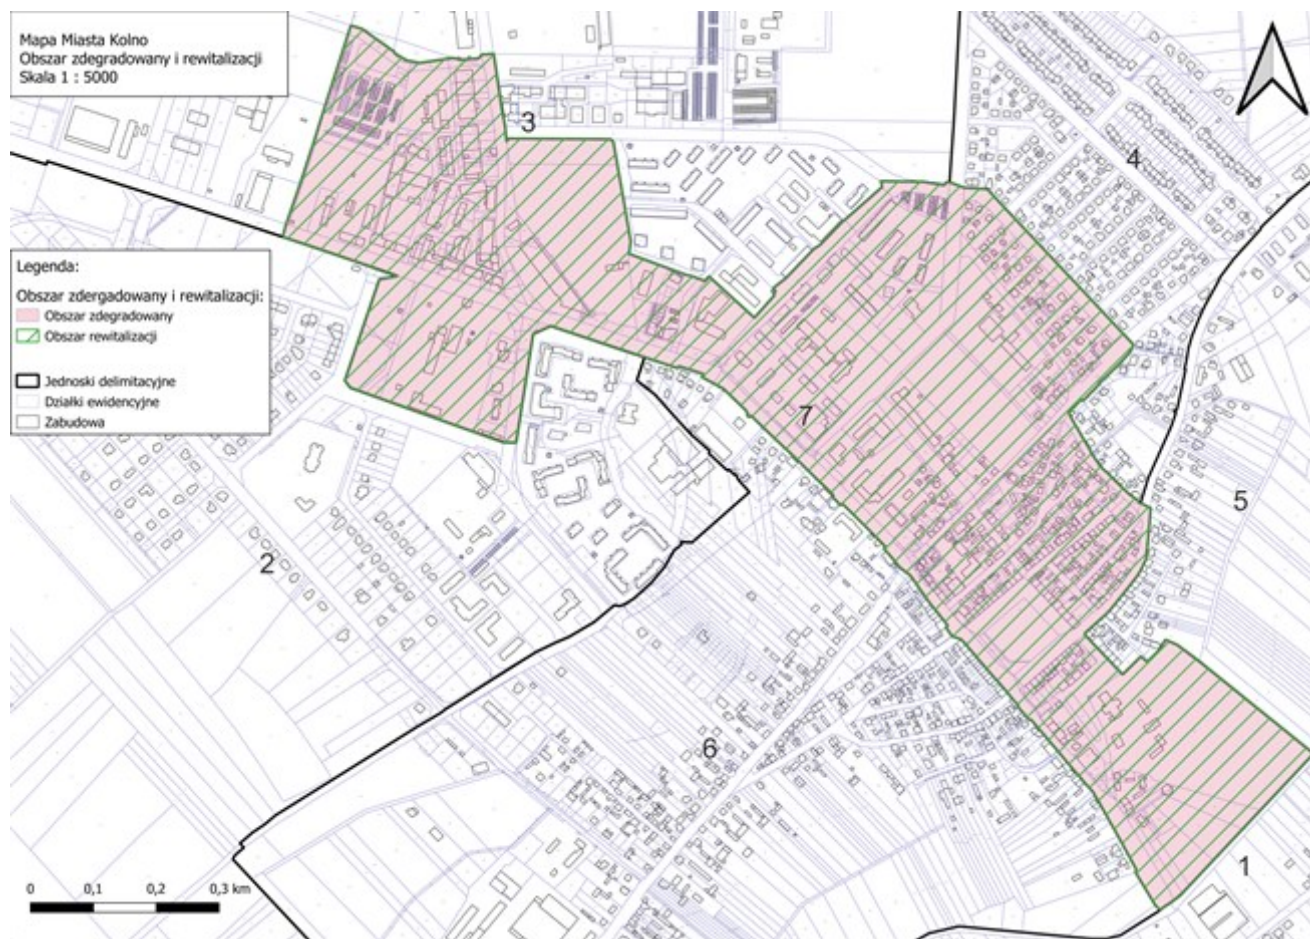 Mapa Miasta Kolno
Obszar zdegradowany i rewitalizacji
Skala 1 : 5000
3
4
Legenda:
Obszar zdergadowany i rewitalizacji:
Obszar zdegradowany
Obszar rewitalizacji
Jednoski delimitacyjne
Działki ewidencyjne
Zabudowa
7
5
2
6
1
0 0,1 0,2 0,3 km